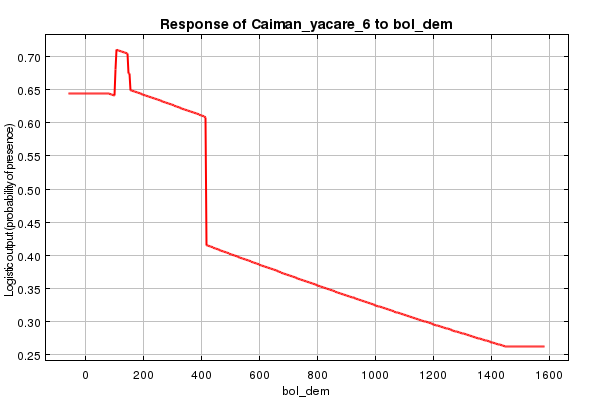 Response of Caiman_yacare_6 to bol_dem
Logistic output (probability of presence)
0.70
0.65
0.60
0.55
0.50
0.45
0.40
0.35
0.30
0.25
0 200 400 600 800 1000 1200 1400 1600
bol_dem